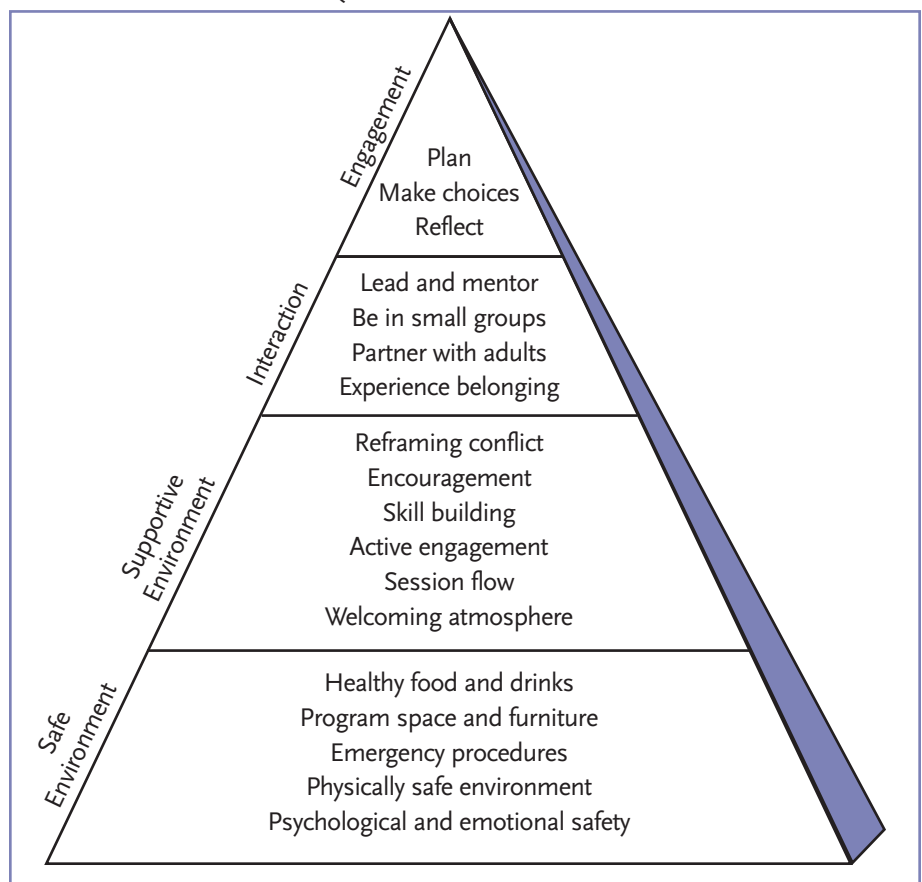 Engagement
Plan
Make choices
Reflect
Interaction
Lead and mentor
Be in small groups
Partner with adults
Experience belonging
Supportive
Environment
Reframing conflict
Encouragement
Skill building
Active engagement
Session flow
Welcoming atmosphere
Safe
Environment
Healthy food and drinks
Program space and furniture
Emergency procedures
Physically safe environment
Psychological and emotional safety